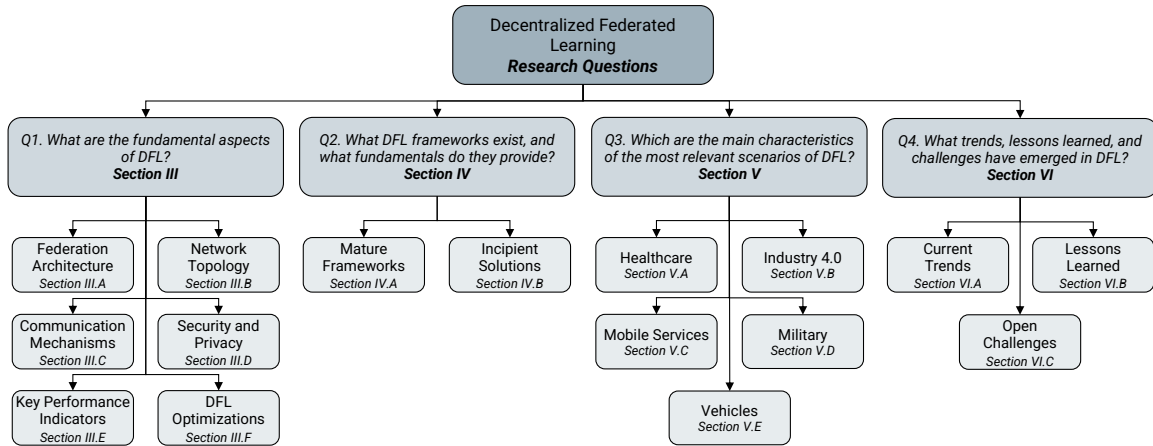 Decentralized Federated
Learning
Research Questions
Q1. What are the fundamental aspects
of DFL?
Section III
Q2. What DFL frameworks exist, and
what fundamentals do they provide?
Section IV
Q3. Which are the main characteristics
of the most relevant scenarios of DFL?
Section V
Q4. What trends, lessons learned, and
challenges have emerged in DFL?
Section VI
Federation
Architecture
Section III.A
Network
Topology
Section III.B
Communication
Mechanisms
Section III.C
Security and
Privacy
Section III.D
Key Performance
Indicators
Section III.E
DFL
Optimizations
Section III.F
Mature
Frameworks
Section IV.A
Incipient
Solutions
Section IV.B
Healthcare
Section V.A
Industry 4.0
Section V.B
Mobile Services
Section V.C
Military
Section V.D
Vehicles
Section V.E
Current
Trends
Section VI.A
Lessons
Learned
Section VI.B
Open
Challenges
Section VI.C